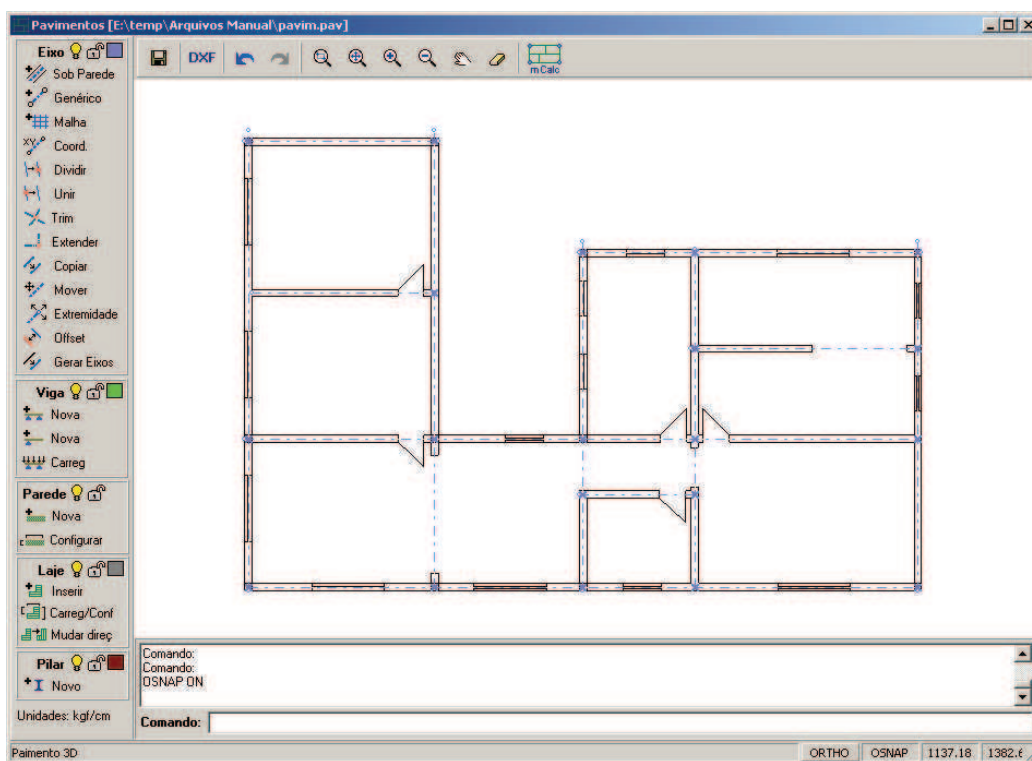 Pavimentos [E:\temp\Arquivos Manual\pavim.pav]
Eixo
Sob Parede
Genérico
Malha
Coord.
Dividir
Unir
Trim
Extender
Copiar
Mover
Extremidade
Offset
Gerar Eixos
Viga
Nova
Nova
Carreg
Parede
Nova
Configurar
Laje
Inserir
Carreg/Conf
Mudar direç
Pilar
Novo
Unidades: kgf/cm
DXF
mCalc
Comando:
Comando:
OSNAP ON
Comando:
Paimento 3D
ORTHO
OSNAP
1137.18
1382.6